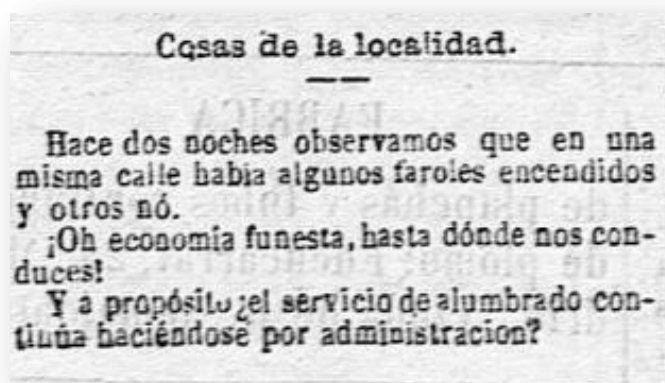 Cosas de la localidad.
Hace dos noches observamos que en una
misma calle habia algunos faroles encendidos
y otros nó.
¡Oh economía funesta, hasta dónde nos con-
duces!
Y a propósito ¿el servicio de alumbrado con-
tinúa haciéndose por administracion?